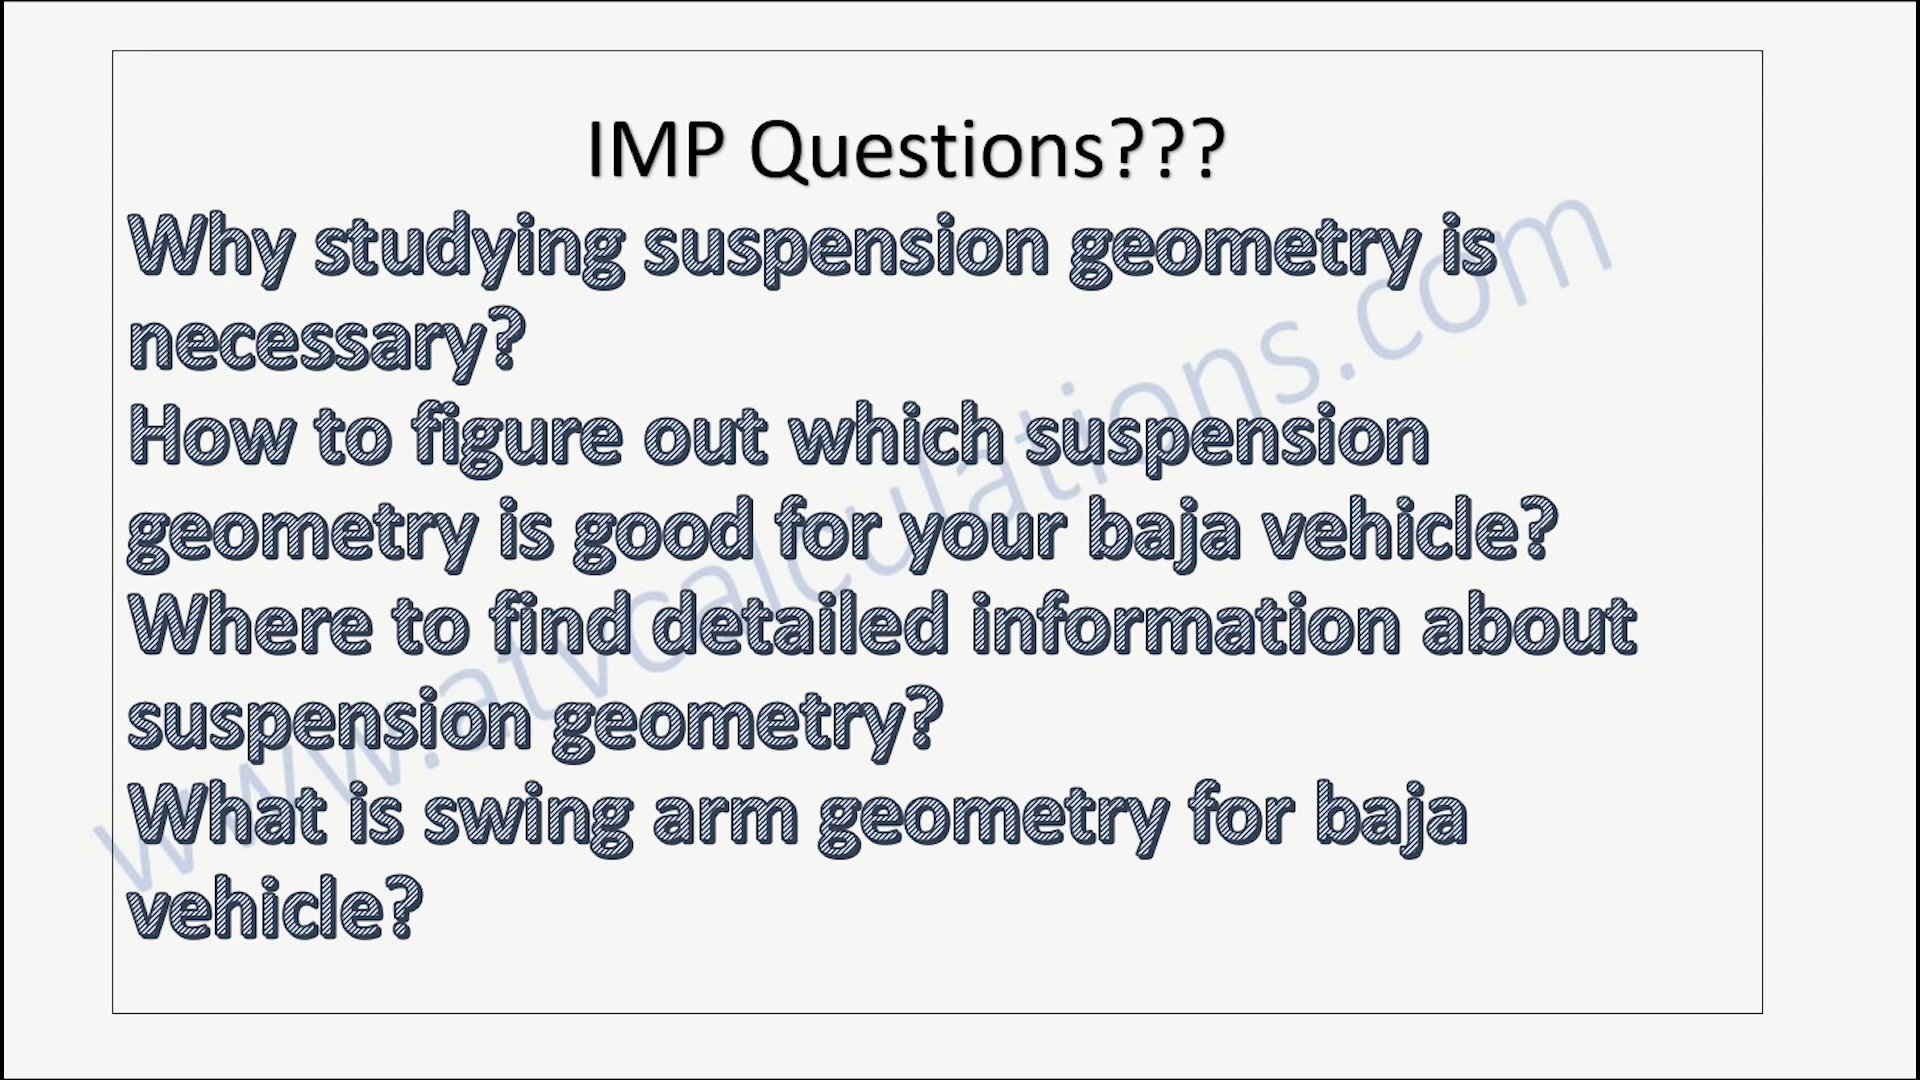 IMP Questions???
Why studying suspension geometry is
necessary?
How to figure out which suspension
geometry is good for your baja vehicle?
Where to find detailed information about
suspension geometry?
What is swing arm geometry for baja
vehicle?
www.atvcalculations.com